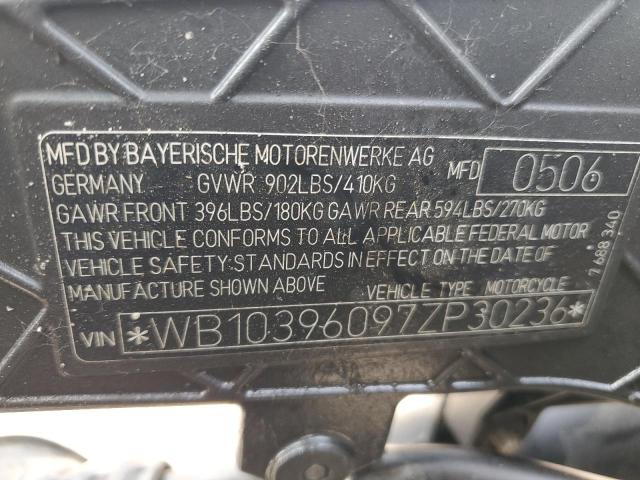 MFD BY BAYERISCHE MOTORENWERKE AG MFD 0506
GERMANY GVWR 902LBS/410KG
GAWR FRONT 396LBS/180KG GAWR REAR 594LBS/270KG
THIS VEHICLE CONFORMS TO ALL APPLICABLE FEDERAL MOTOR
VEHICLE SAFETY STANDARDS IN EFFECT ON THE DATE OF
MANUFACTURE SHOWN ABOVE VEHICLE TYPE MOTORCYCLE
VIN *WB10396097ZP30236*
7 688 340